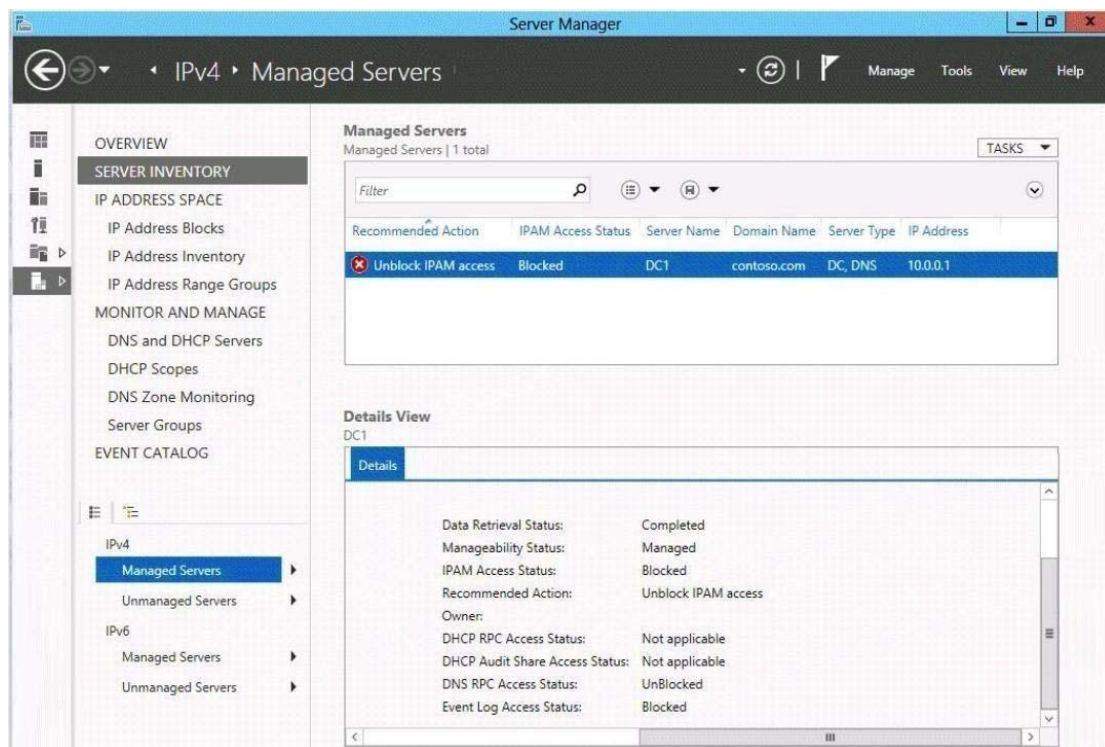 Server Manager
IPv4 Managed Servers
Manage Tools View Help
OVERVIEW
SERVER INVENTORY
IP ADDRESS SPACE
IP Address Blocks
IP Address Inventory
IP Address Range Groups
MONITOR AND MANAGE
DNS and DHCP Servers
DHCP Scopes
DNS Zone Monitoring
Server Groups
EVENT CATALOG
IPv4
Managed Servers
Unmanaged Servers
IPv6
Managed Servers
Unmanaged Servers
Managed Servers
Managed Servers | 1 total
TASKS
Filter
Recommended Action IPAM Access Status Server Name Domain Name Server Type IP Address
Unblock IPAM access Blocked DC1 contoso.com DC, DNS 10.0.0.1
Details View
DC1
Details
Data Retrieval Status: Completed
Manageability Status: Managed
IPAM Access Status: Blocked
Recommended Action: Unblock IPAM access
Owner:
DHCP RPC Access Status: Not applicable
DHCP Audit Share Access Status: Not applicable
DNS RPC Access Status: UnBlocked
Event Log Access Status: Blocked